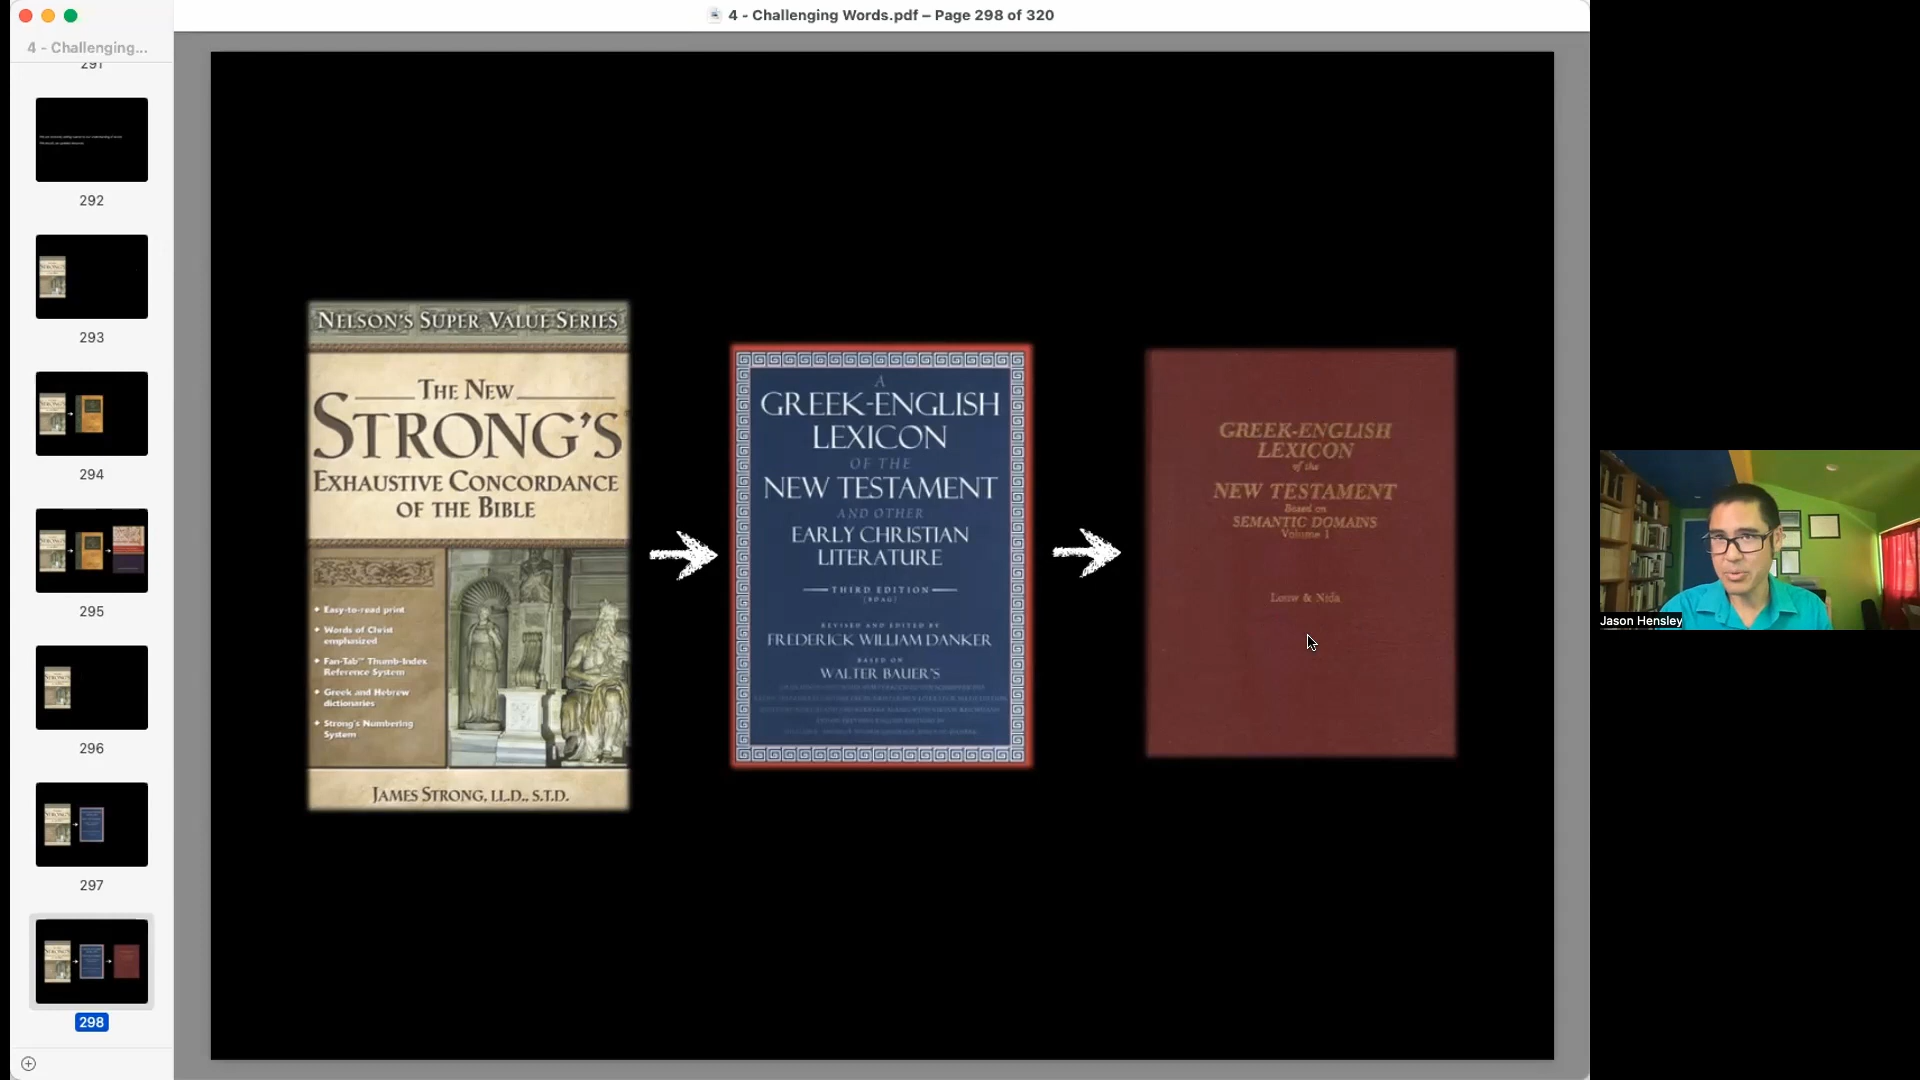 4 - Challenging Words.pdf – Page 298 of 320
4 - Challenging...
291
292
293
294
295
296
297
298
NELSON'S SUPER VALUE SERIES
THE NEW
STRONG'S
EXHAUSTIVE CONCORDANCE
OF THE BIBLE
Easy-to-read print
Words of Christ
emphasized
Fan-Tab™ Thumb-Index
Reference System
Greek and Hebrew
dictionaries
Strong's Numbering
System
JAMES STRONG, LL.D., S.T.D.
A
GREEK-ENGLISH
LEXICON
OF THE
NEW TESTAMENT
AND OTHER
EARLY CHRISTIAN
LITERATURE
THIRD EDITION
(BDAG)
REVISED AND EDITED BY
FREDERICK WILLIAM DANKER
BASED ON
WALTER BAUER'S
GREEK-ENGLISH
LEXICON
of the
NEW TESTAMENT
Based on
SEMANTIC DOMAINS
Volume 1
Louw & Nida
Jason Hensley